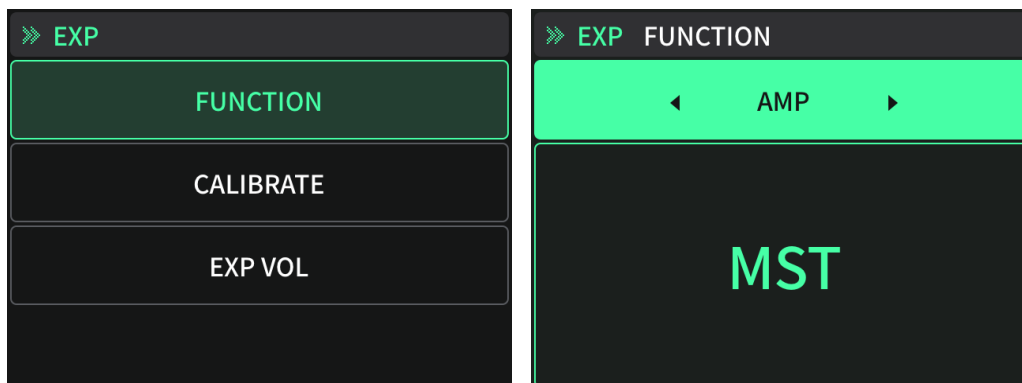 EXP
FUNCTION
CALIBRATE
EXP VOL
EXP FUNCTION
AMP
MST